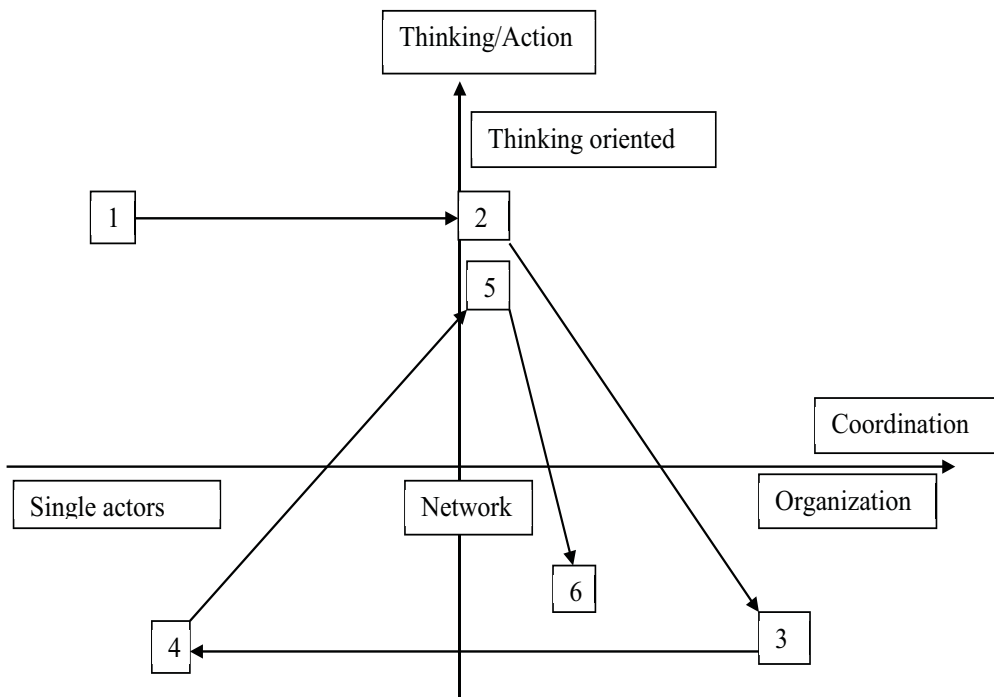 Thinking/Action
Thinking oriented
1
2
5
Coordination
Single actors
Network
Organization
6
4
3